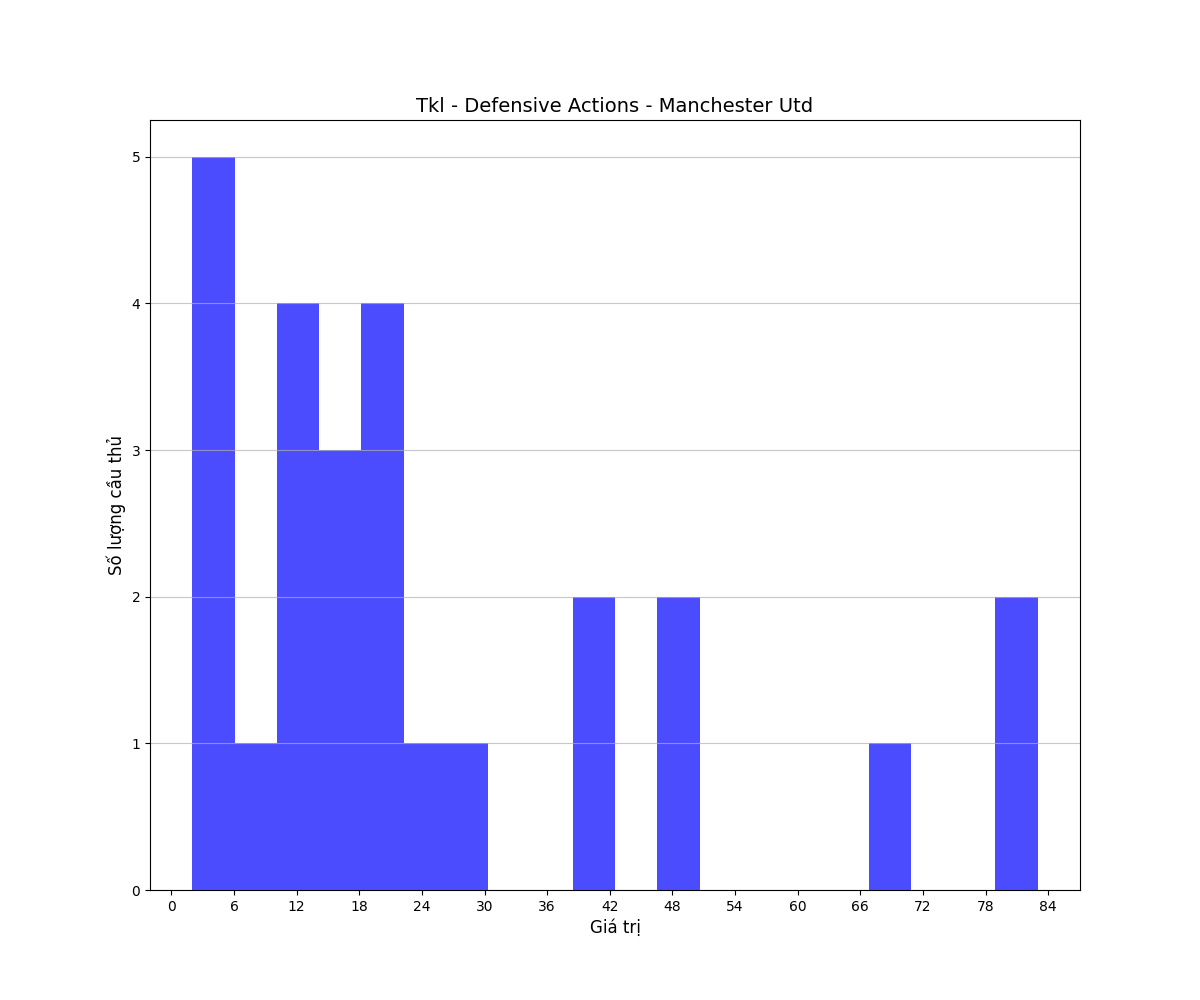 Tkl - Defensive Actions - Manchester Utd
5
4
3
2
1
0
Số lượng cầu thủ
0 6 12 18 24 30 36 42 48 54 60 66 72 78 84
Giá trị